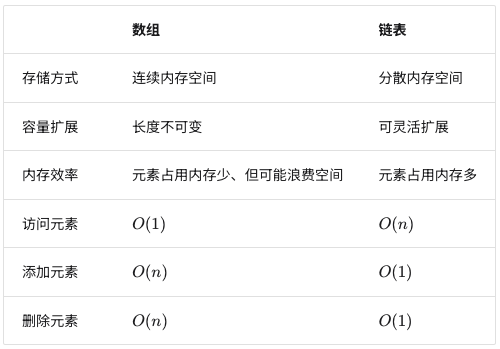 数组 链表
存储方式 连续内存空间 分散内存空间
容量扩展 长度不可变 可灵活扩展
内存效率 元素占用内存少、但可能浪费空间 元素占用内存多
访问元素 O(1) O(n)
添加元素 O(n) O(1)
删除元素 O(n) O(1)